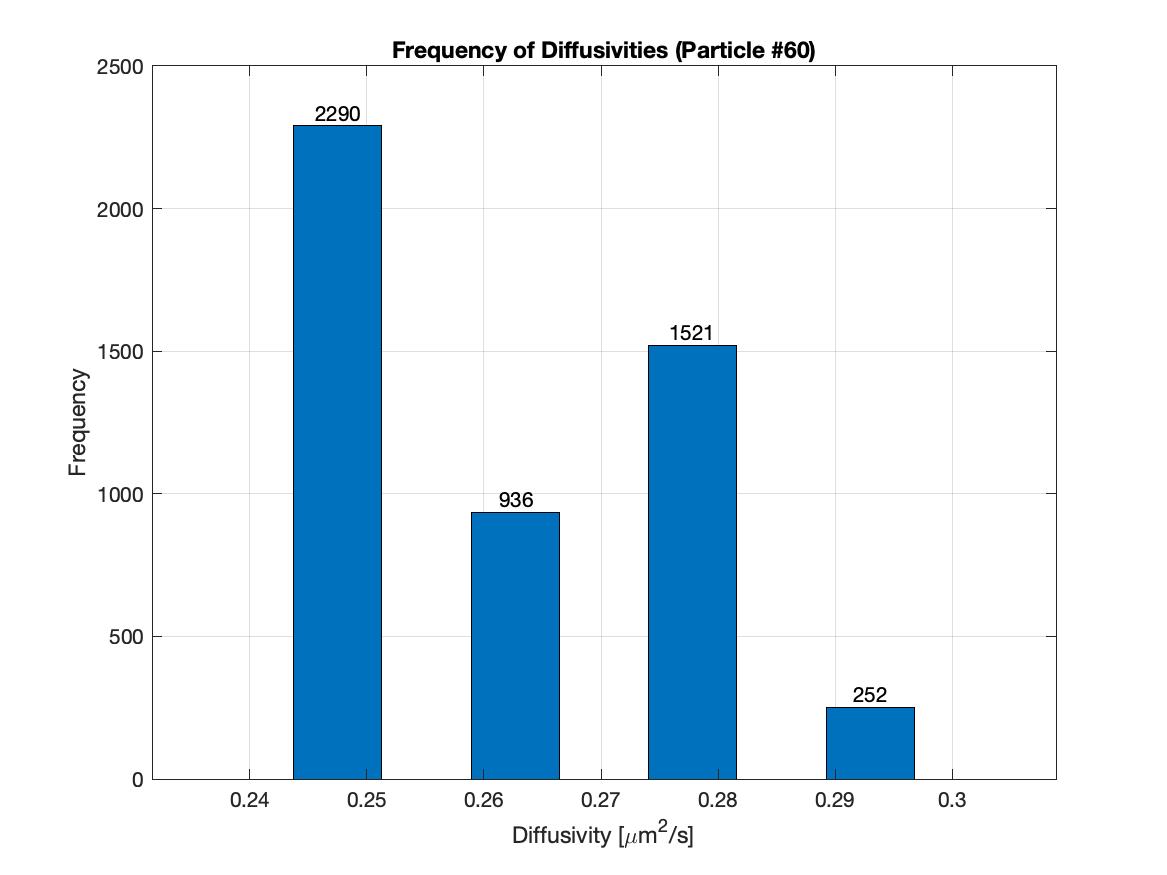 Frequency of Diffusivities (Particle #60)
2500
2000
1500
1000
500
0
Frequency
2290
936
1521
252
0.24 0.25 0.26 0.27 0.28 0.29 0.3
Diffusivity [μm²/s]